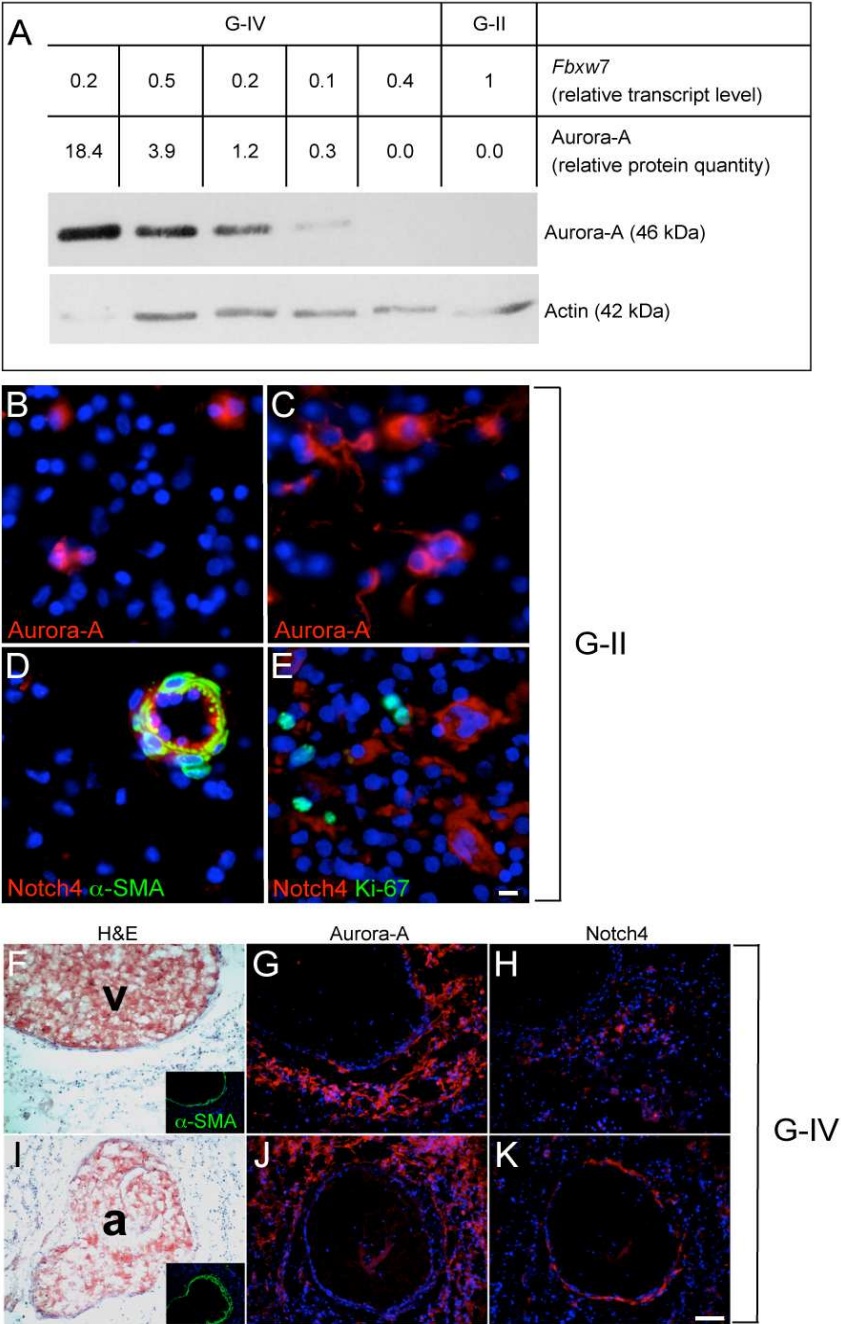 A
G-IV G-II
0.2 0.5 0.2 0.1 0.4 1 Fbxw7
(relative transcript level)
18.4 3.9 1.2 0.3 0.0 0.0 Aurora-A
(relative protein quantity)
Aurora-A (46 kDa)
Actin (42 kDa)
B
Aurora-A
C
Aurora-A
D
Notch4 α-SMA
E
Notch4 Ki-67
G-II
H&E Aurora-A Notch4
F
v
α-SMA
G
H
I
a
J
K
G-IV